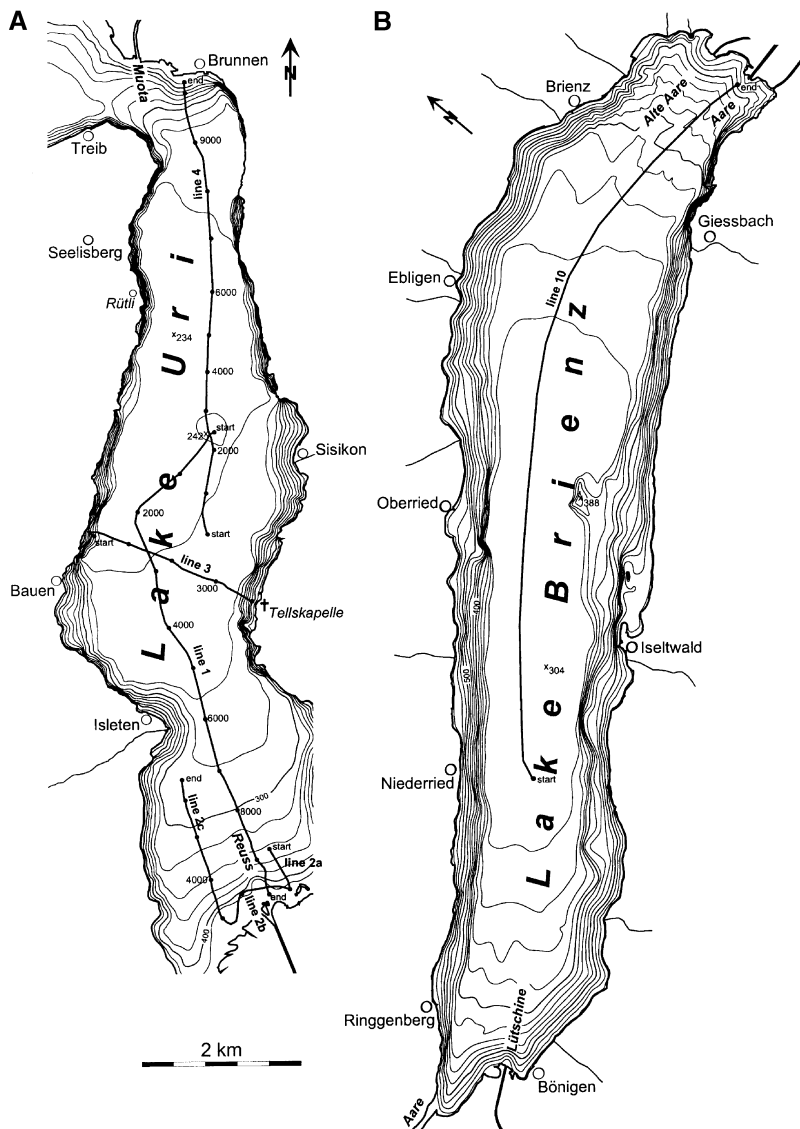 A
Muota
Brunnen
N
end
Treib
9000
line 4
Seelisberg
Rütli
6000
x234
4000
Lake Uri
start
242x
2000
Sisikon
2000
start
start
line 3
3000
Bauen
Tellskapelle
4000
line 1
Isleten
6000
end
300
line 2c
8000
Reuss
start
line 2a
4000
end
line 2b
400
2 km
B
Brienz
N
Alte Aare
Aare
end
Giessbach
Ebligen
line 10
Lake Brienz
Oberried
388
400
Iseltwald
500
x304
Niederried
start
Ringgenberg
Lütschine
Bönigen
Aare